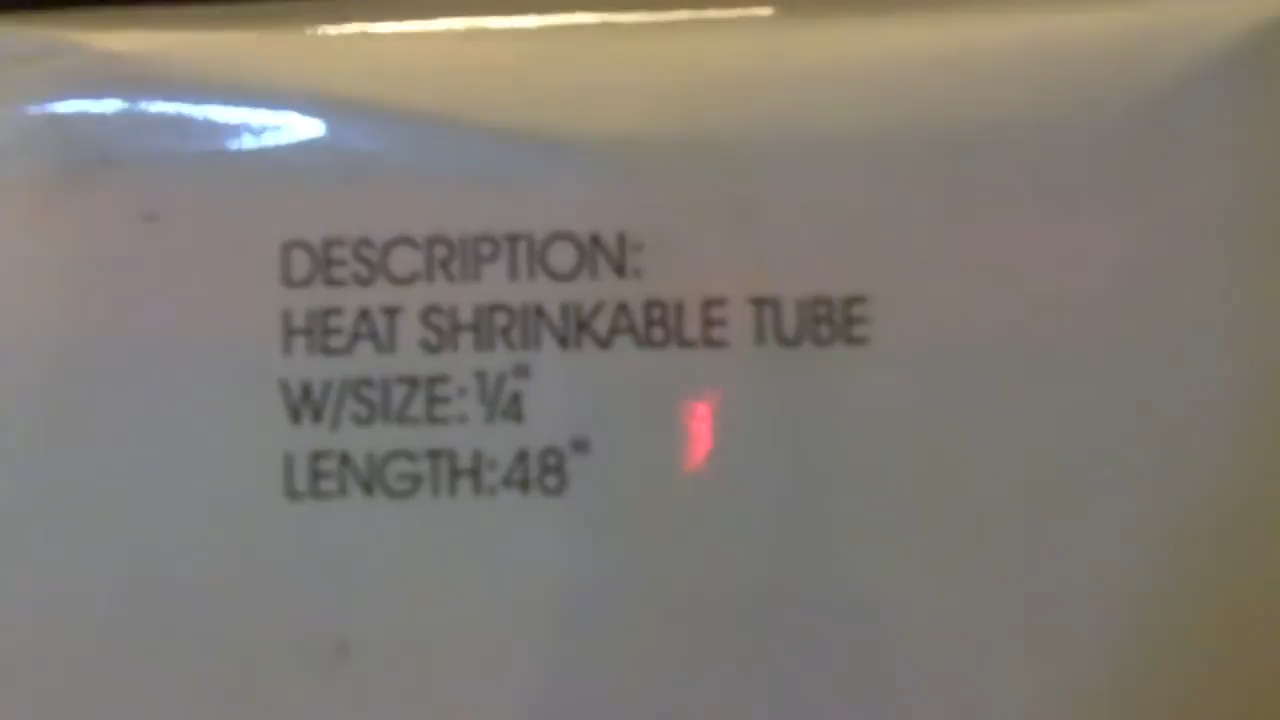 DESCRIPTION:
HEAT SHRINKABLE TUBE
W/SIZE:¼"
LENGTH:48"